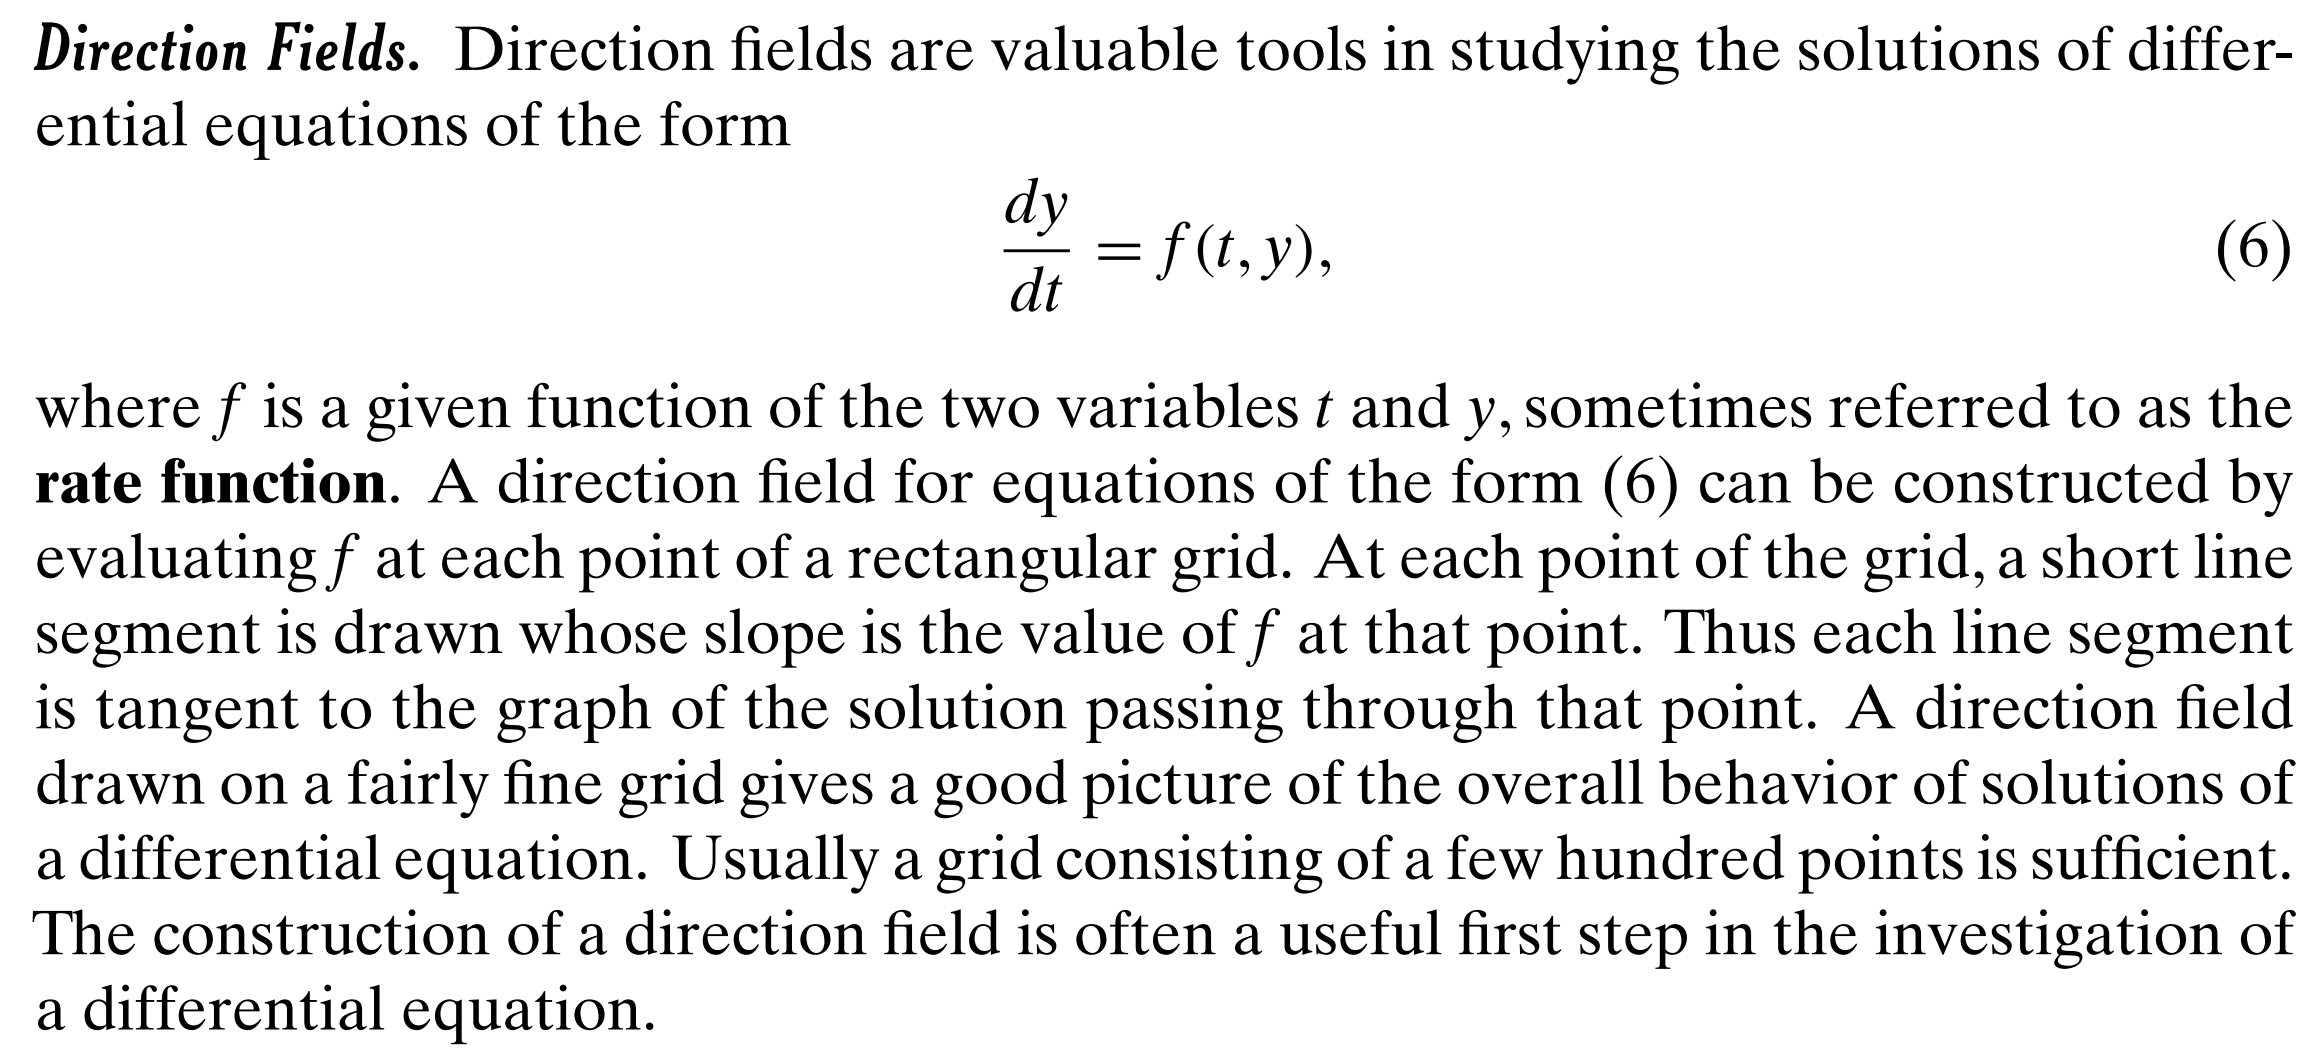 Direction Fields. Direction fields are valuable tools in studying the solutions of differ-
ential equations of the form
dy/dt = f(t, y), (6)
where f is a given function of the two variables t and y, sometimes referred to as the
rate function. A direction field for equations of the form (6) can be constructed by
evaluating f at each point of a rectangular grid. At each point of the grid, a short line
segment is drawn whose slope is the value of f at that point. Thus each line segment
is tangent to the graph of the solution passing through that point. A direction field
drawn on a fairly fine grid gives a good picture of the overall behavior of solutions of
a differential equation. Usually a grid consisting of a few hundred points is sufficient.
The construction of a direction field is often a useful first step in the investigation of
a differential equation.